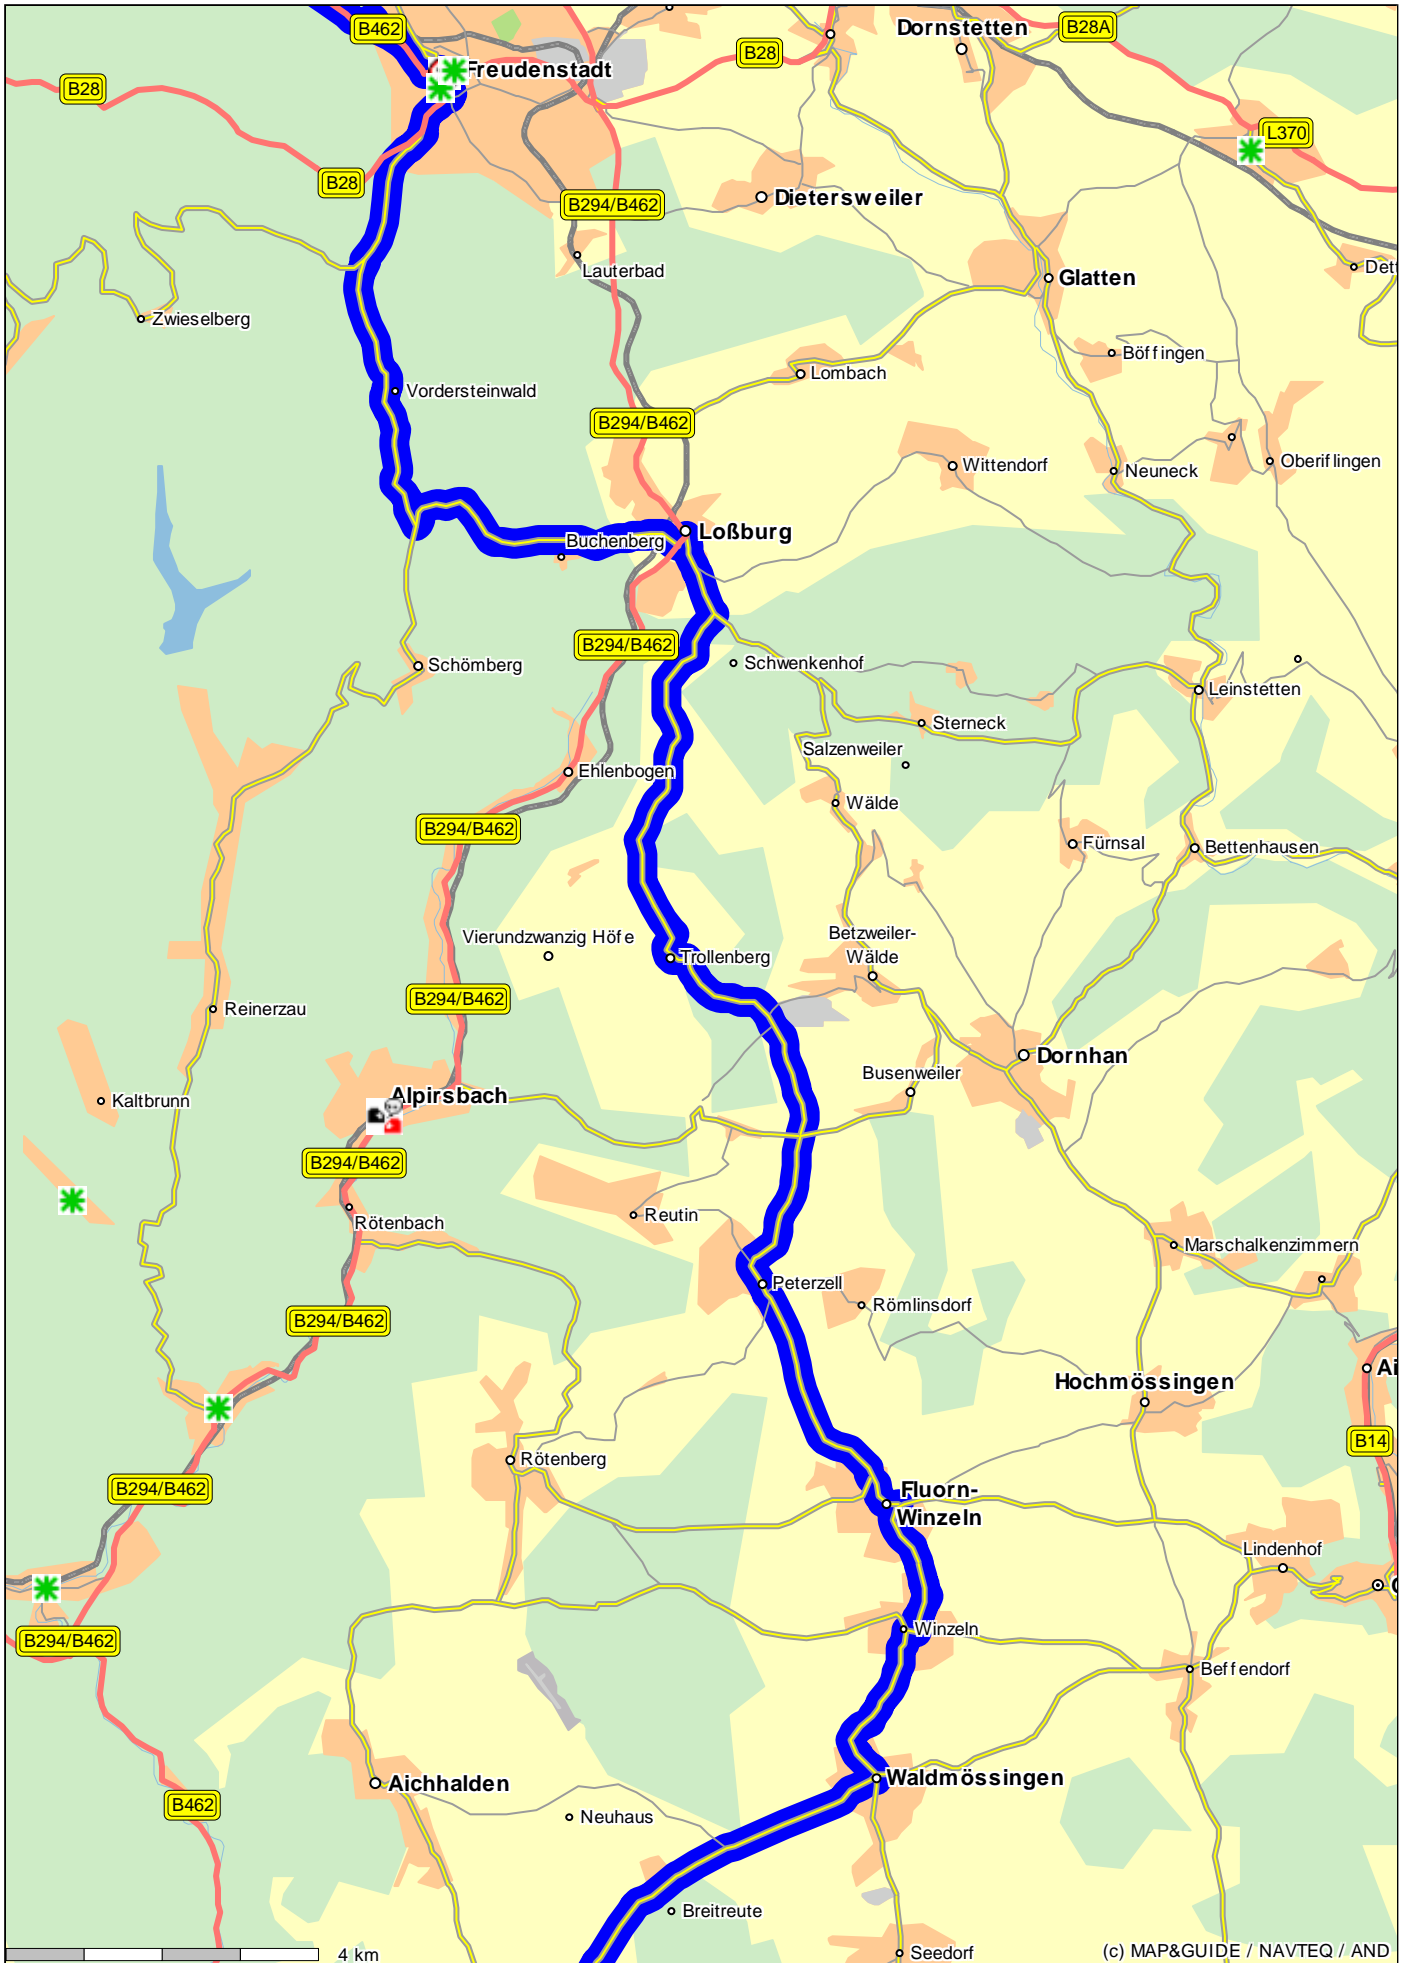 B462
Dornstetten
B28A
B28
Freudenstadt
B28
L370
B28
Dietersweiler
B294/B462
Lauterbad
Glatten
Dett
Zwieselberg
Böffingen
Lombach
Vordersteinwald
B294/B462
Wittendorf
Oberiflingen
Neuneck
Loßburg
Buchenberg
B294/B462
Schömberg
Schwenkenhof
Leinstetten
Sterneck
Salzenweiler
Ehlenbogen
Wälde
B294/B462
Fürnsal
Bettenhausen
Vierundzwanzig Höfe
Betzweiler-
Wälde
Trollenberg
B294/B462
Reinerzau
Dornhan
Busenweiler
Alpirsbach
Kaltbrunn
B294/B462
Reutin
Rötenbach
Marschalkenzimmern
Peterzell
Römlinsdorf
B294/B462
Ai
Hochmössingen
B14
Rötenberg
B294/B462
Fluorn-
Winzeln
Lindenhof
Winzeln
B294/B462
Beffendorf
Waldmössingen
Aichhalden
B462
Neuhaus
Breitreute
4 km
Seedorf
(c) MAP&GUIDE / NAVTEQ / AND